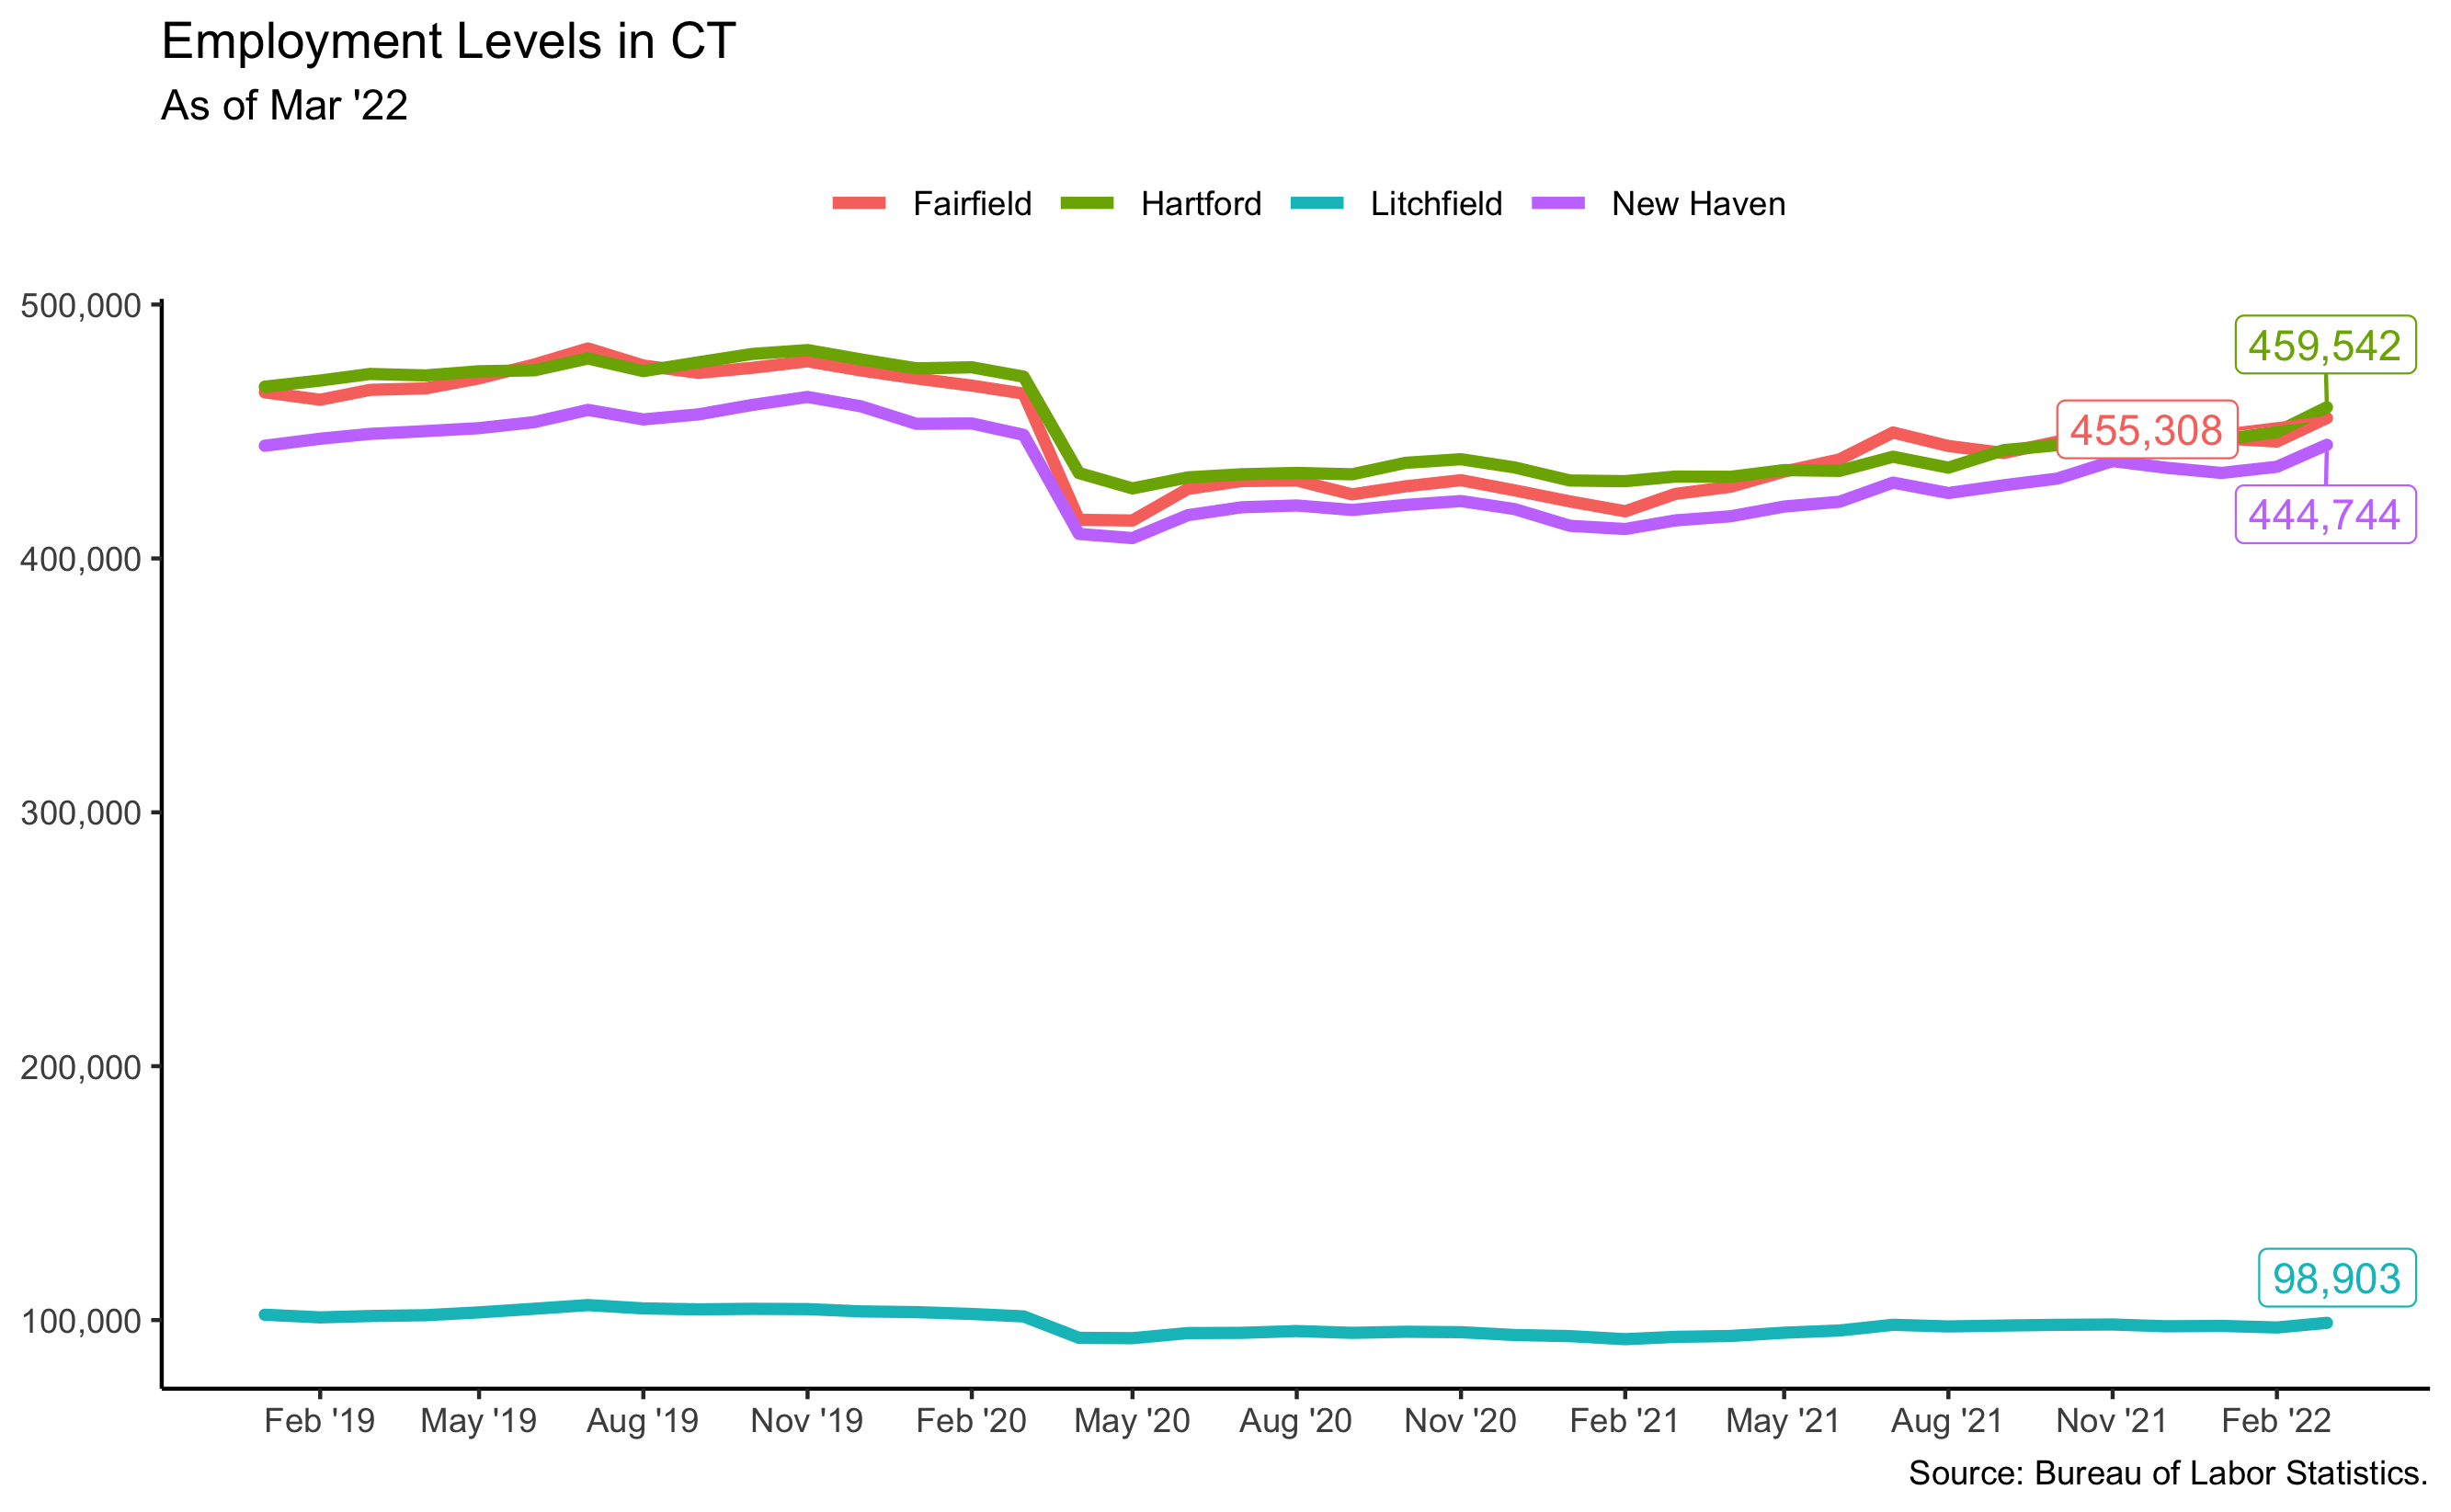 Employment Levels in CT
As of Mar '22
Fairfield Hartford Litchfield New Haven
500,000
400,000
300,000
200,000
100,000
459,542
455,308
444,744
98,903
Feb '19 May '19 Aug '19 Nov '19 Feb '20 May '20 Aug '20 Nov '20 Feb '21 May '21 Aug '21 Nov '21 Feb '22
Source: Bureau of Labor Statistics.